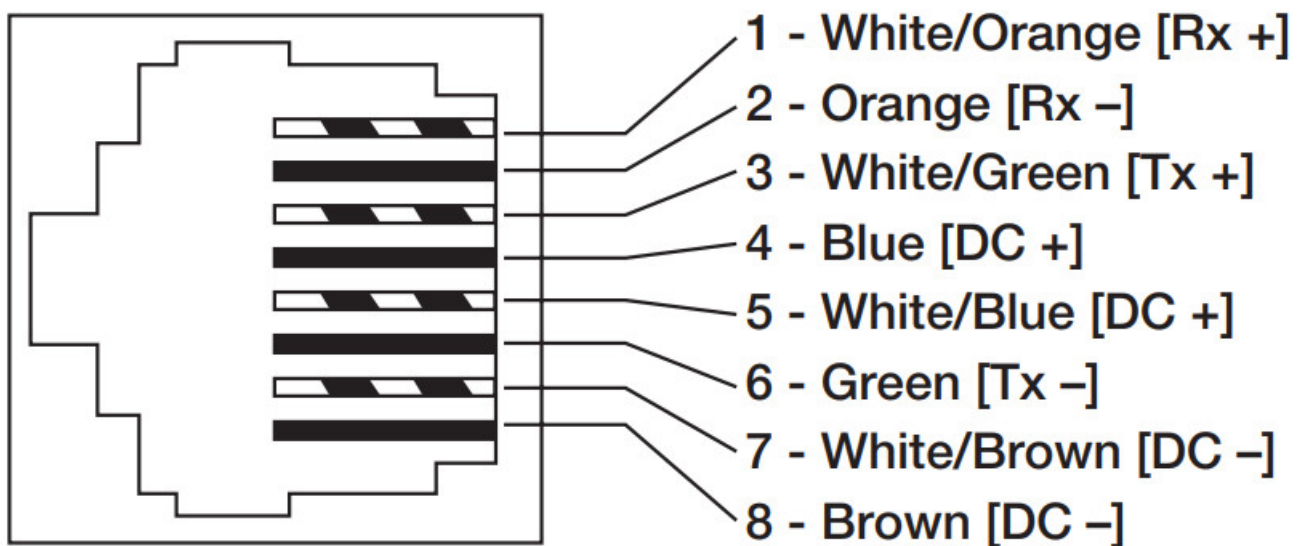 1 - White/Orange [Rx +]
2 - Orange [Rx –]
3 - White/Green [Tx +]
4 - Blue [DC +]
5 - White/Blue [DC +]
6 - Green [Tx –]
7 - White/Brown [DC –]
8 - Brown [DC –]